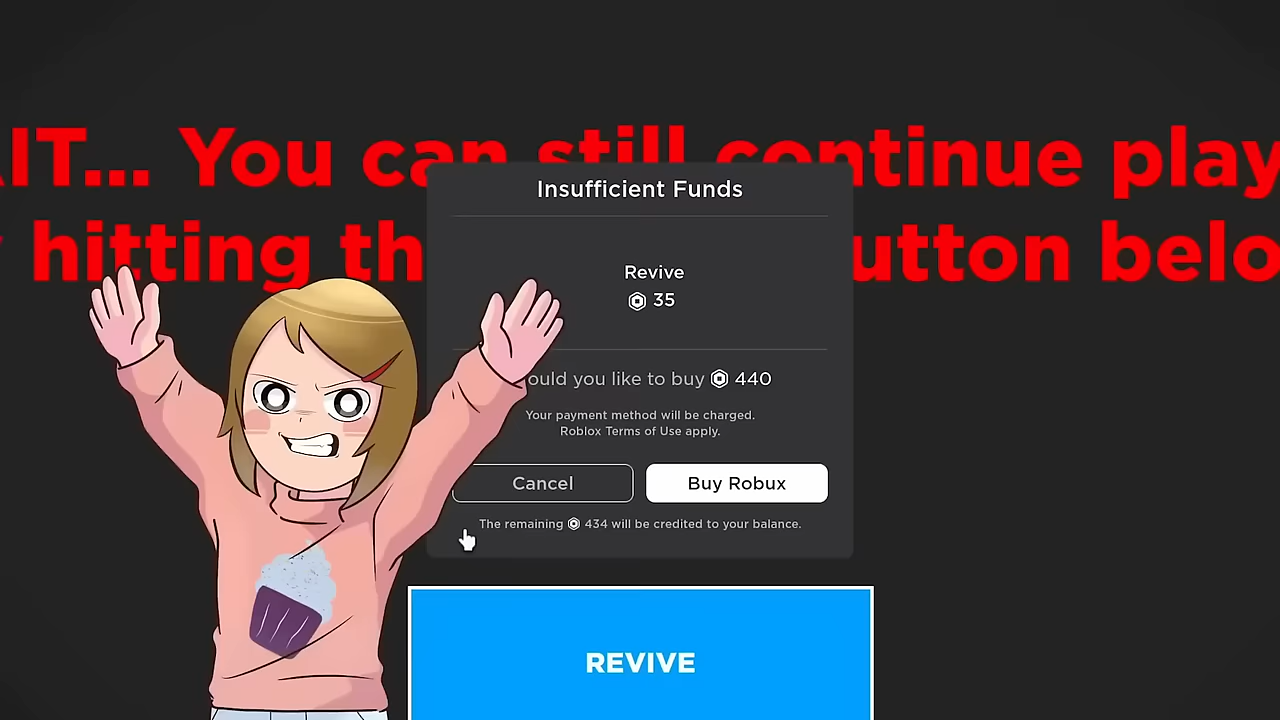 IT... You can still continue play
hitting th utton belo
Insufficient Funds
Revive
35
ould you like to buy 440
Your payment method will be charged.
Roblox Terms of Use apply.
Cancel
Buy Robux
The remaining 434 will be credited to your balance.
REVIVE